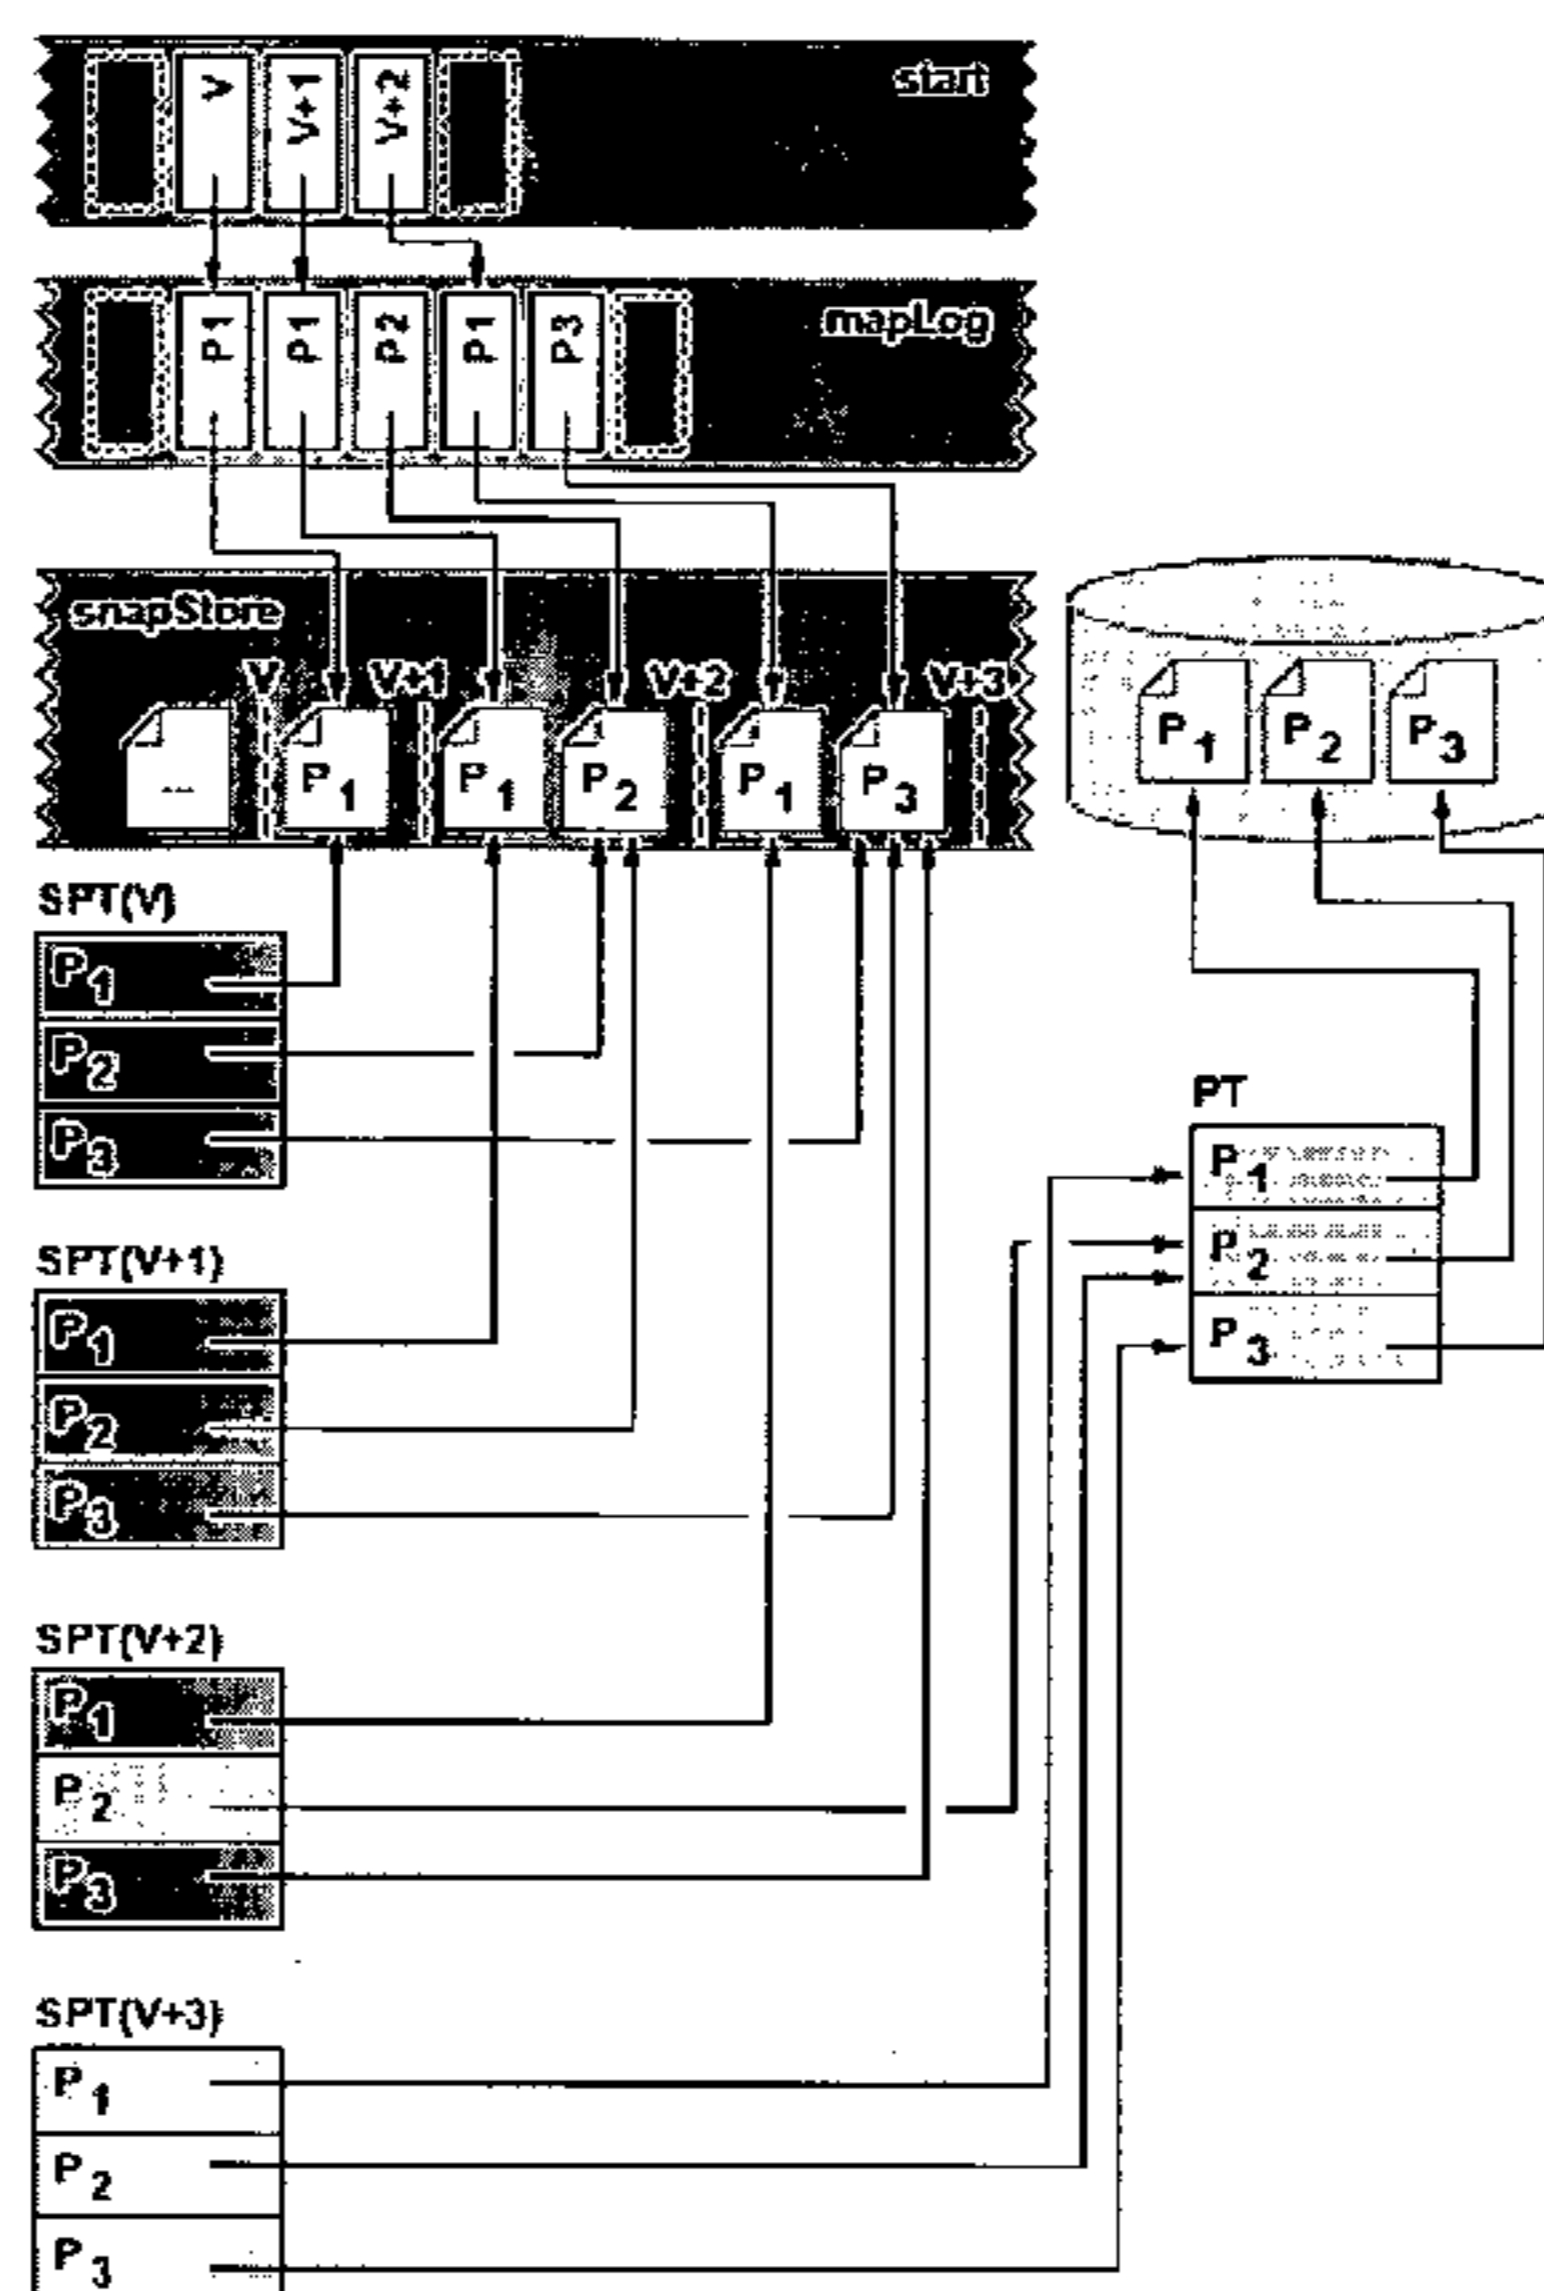 start
V V+1 V+2
mapLog
P1 P1 P2 P1 P3
snapStore
V V+1 V+2 V+3
... P1 P1 P2 P1 P3
P1 P2 P3
SPT(V)
P1
P2
P3
PT
P1
P2
P3
SPT(V+1)
P1
P2
P3
SPT(V+2)
P1
P2
P3
SPT(V+3)
P1
P2
P3